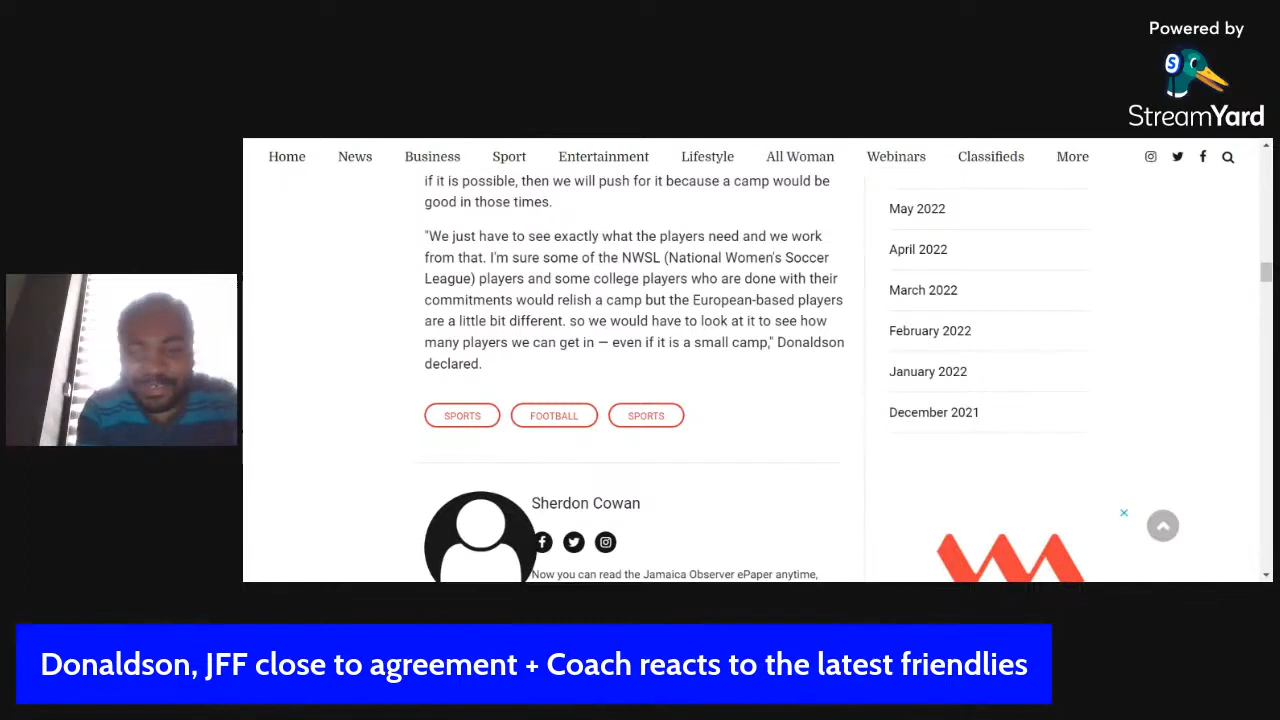 Powered by
StreamYard
Home News Business Sport Entertainment Lifestyle All Woman Webinars Classifieds More
if it is possible, then we will push for it because a camp would be
good in those times.
"We just have to see exactly what the players need and we work
from that. I'm sure some of the NWSL (National Women's Soccer
League) players and some college players who are done with their
commitments would relish a camp but the European-based players
are a little bit different. so we would have to look at it to see how
many players we can get in — even if it is a small camp," Donaldson
declared.
SPORTS FOOTBALL SPORTS
Sherdon Cowan
Now you can read the Jamaica Observer ePaper anytime,
May 2022
April 2022
March 2022
February 2022
January 2022
December 2021
Donaldson, JFF close to agreement + Coach reacts to the latest friendlies